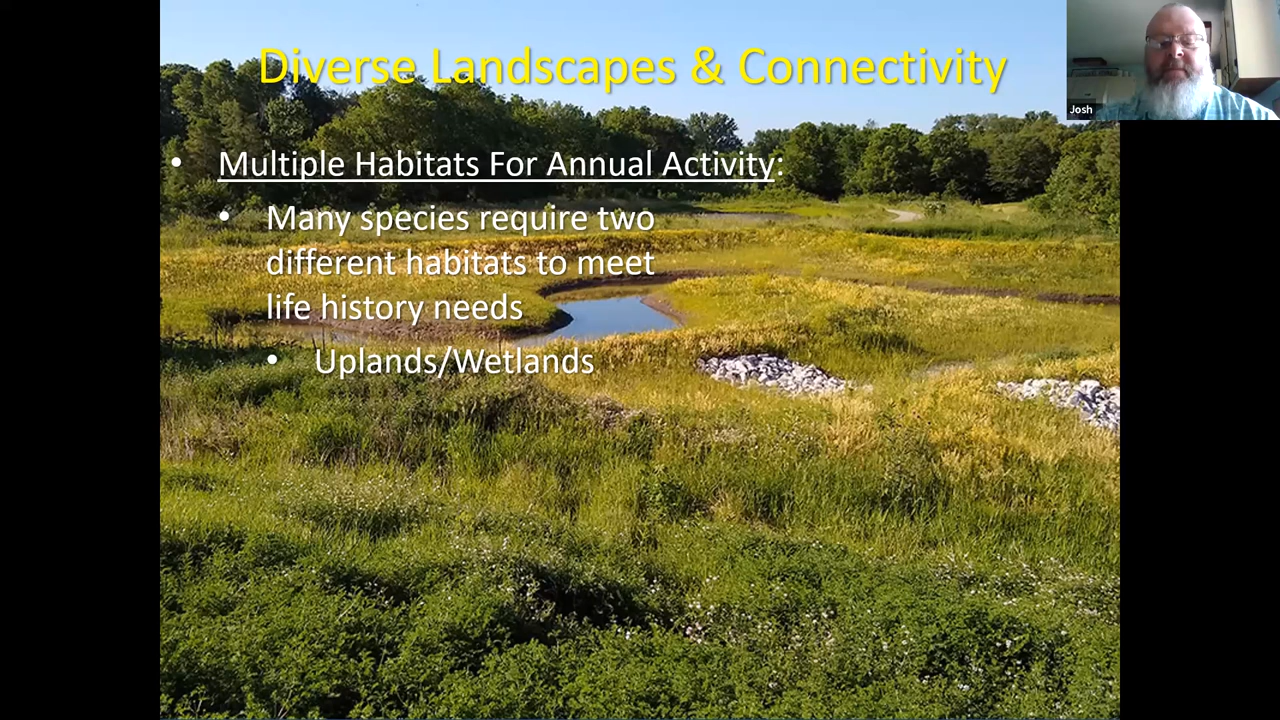 Diverse Landscapes & Connectivity
Josh
• Multiple Habitats For Annual Activity:
• Many species require two
different habitats to meet
life history needs
• Uplands/Wetlands